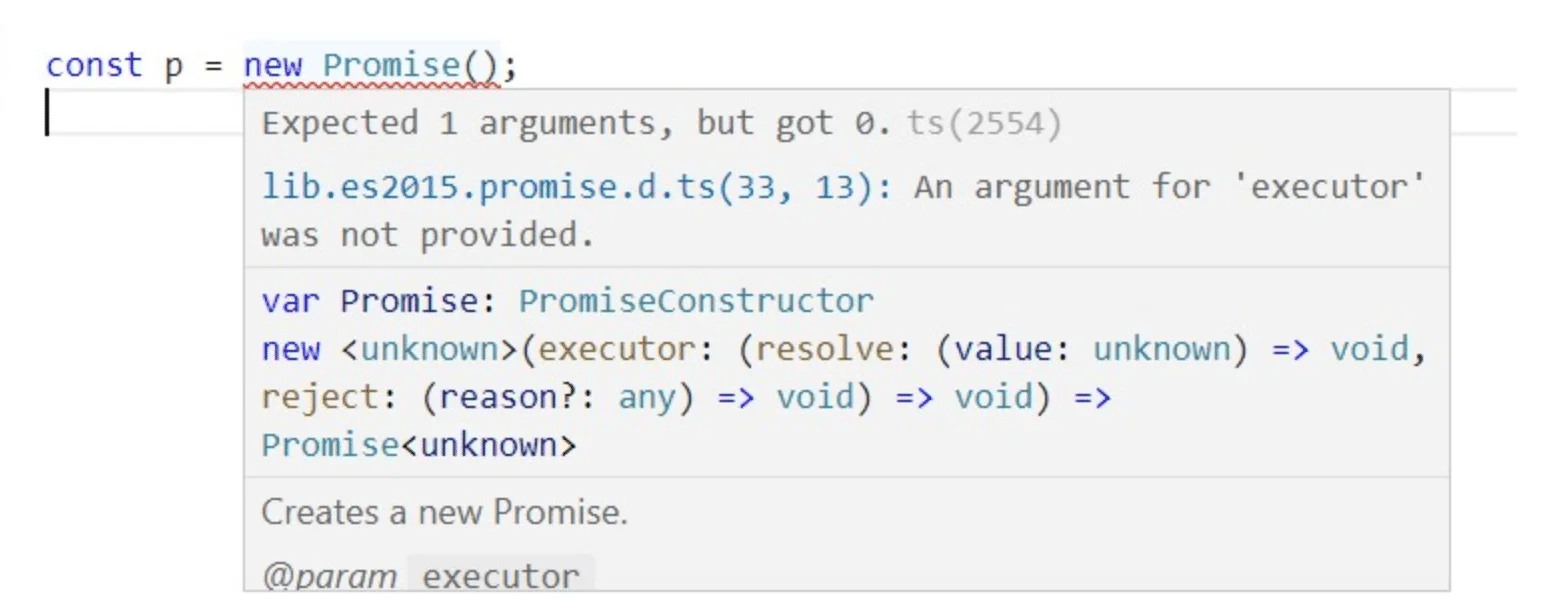 const p = new Promise();
Expected 1 arguments, but got 0. ts(2554)
lib.es2015.promise.d.ts(33, 13): An argument for 'executor'
was not provided.
var Promise: PromiseConstructor
new <unknown>(executor: (resolve: (value: unknown) => void,
reject: (reason?: any) => void) => void) =>
Promise<unknown>
Creates a new Promise.
@param executor